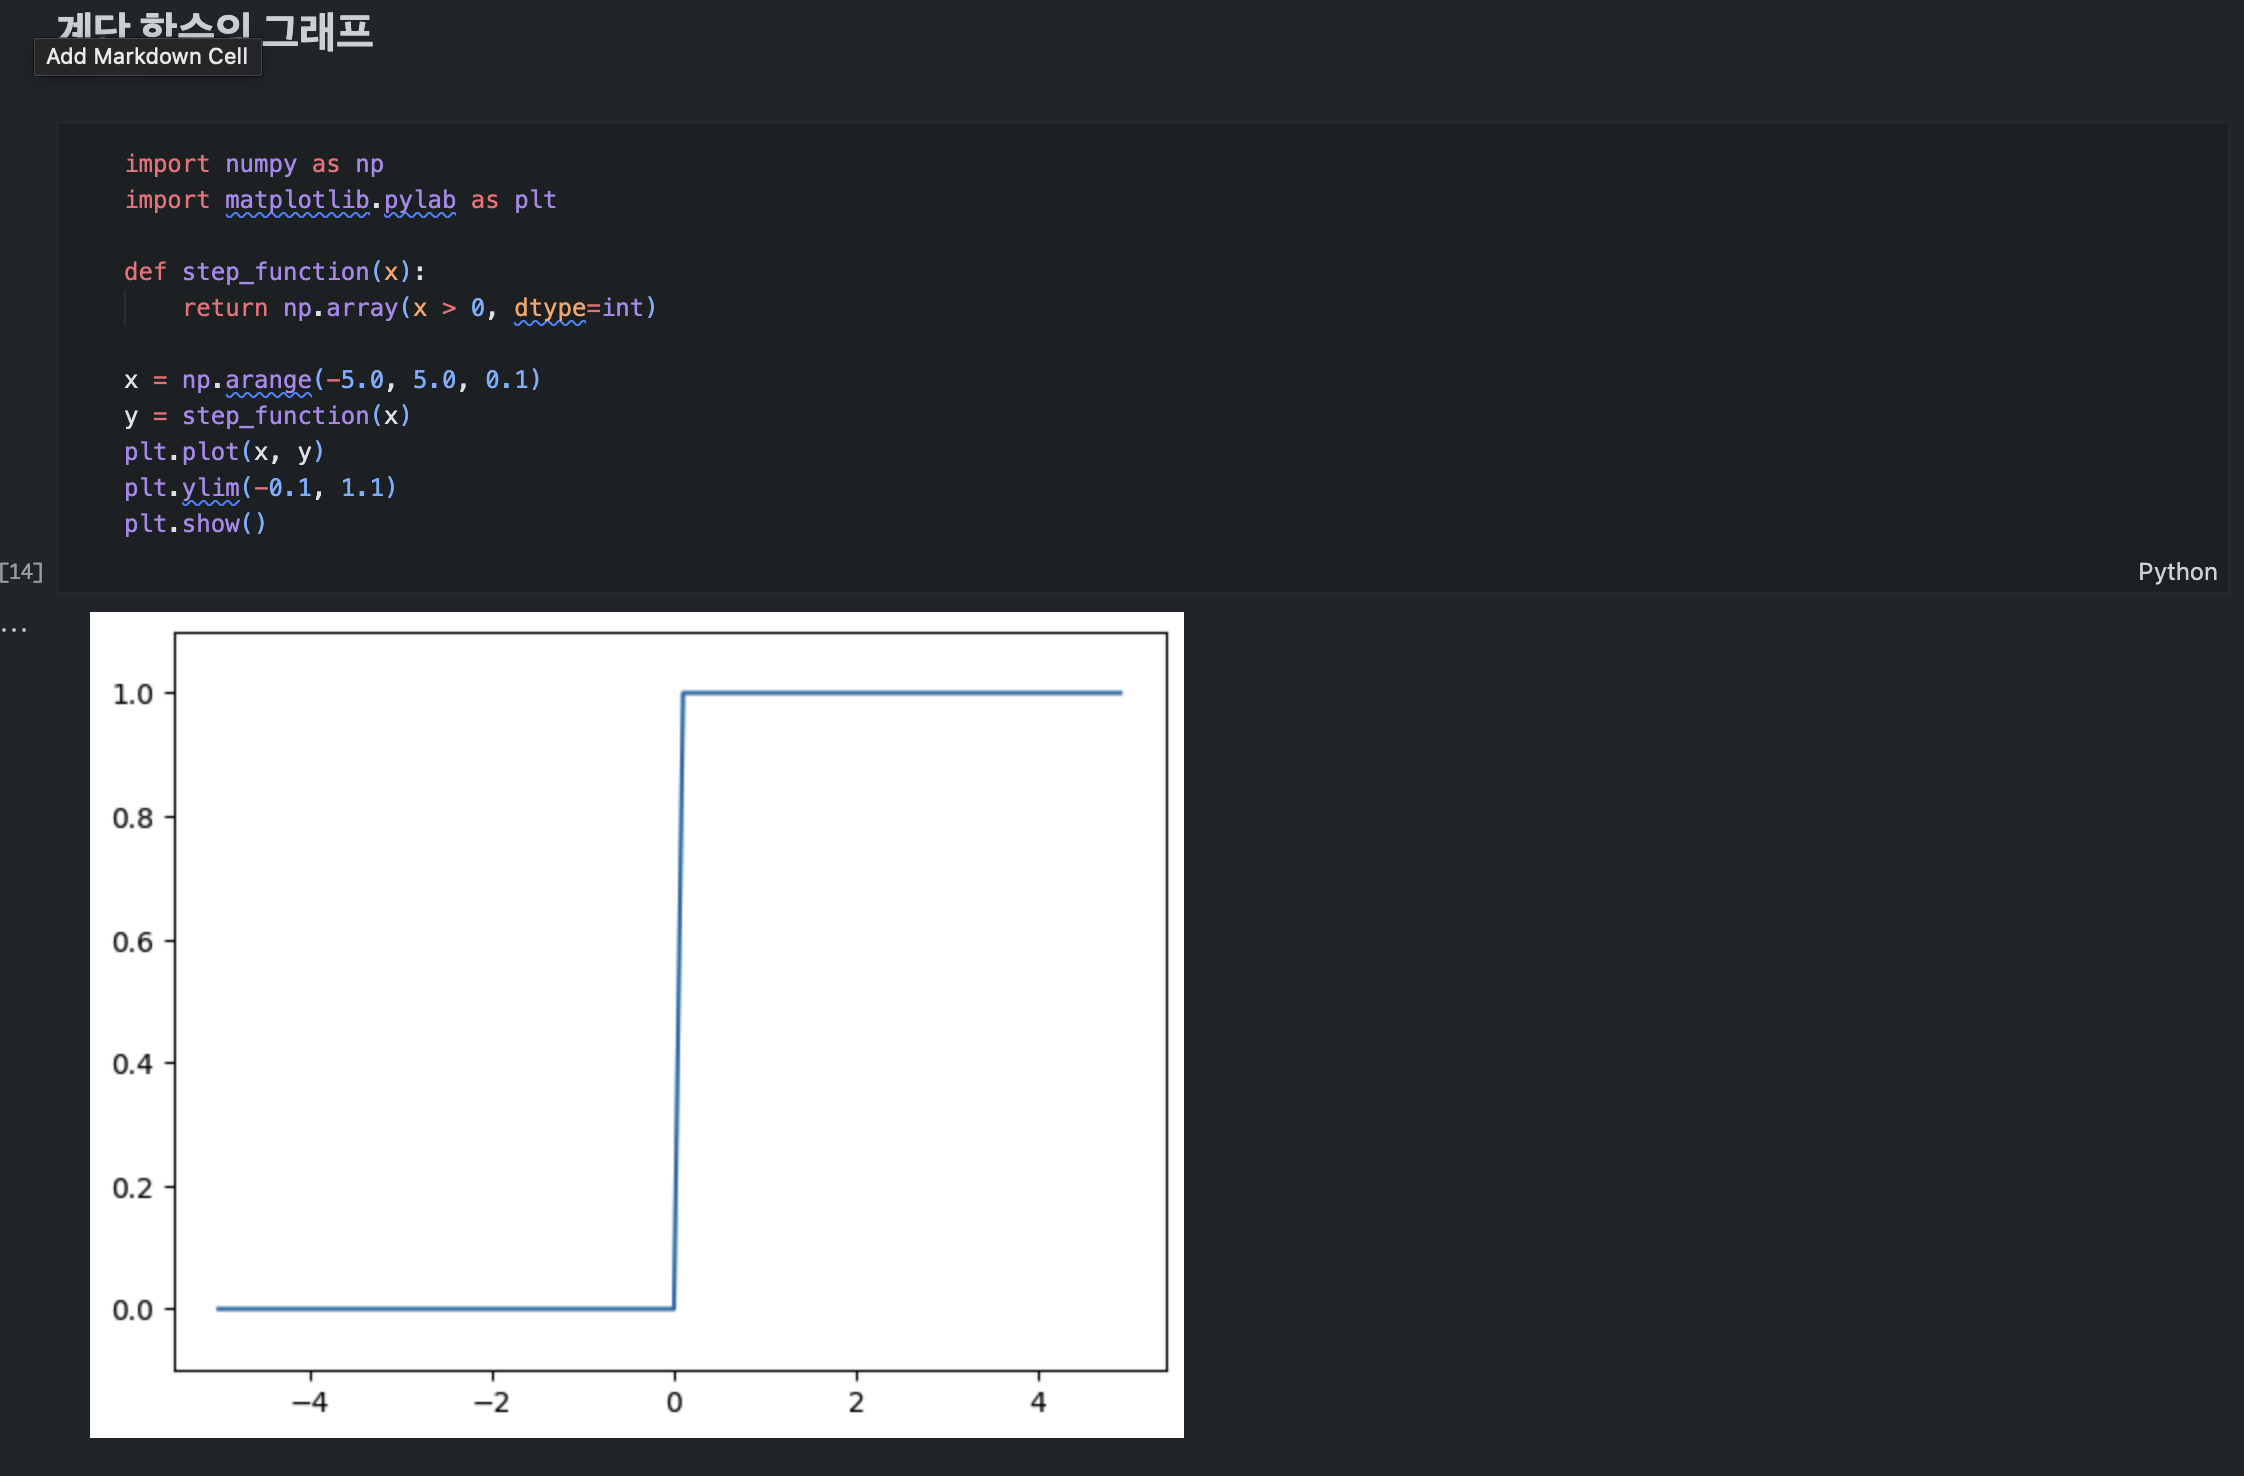 계단 함수의 그래프
Add Markdown Cell
import numpy as np
import matplotlib.pylab as plt
def step_function(x):
    return np.array(x > 0, dtype=int)
x = np.arange(-5.0, 5.0, 0.1)
y = step_function(x)
plt.plot(x, y)
plt.ylim(-0.1, 1.1)
plt.show()
[14]
Python
...
1.0
0.8
0.6
0.4
0.2
0.0
−4 −2 0 2 4